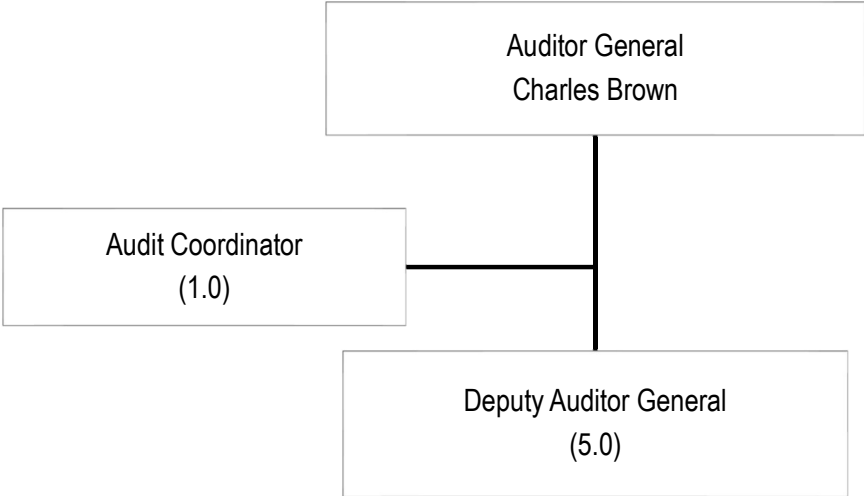 Auditor General
Charles Brown
Audit Coordinator
(1.0)
Deputy Auditor General
(5.0)